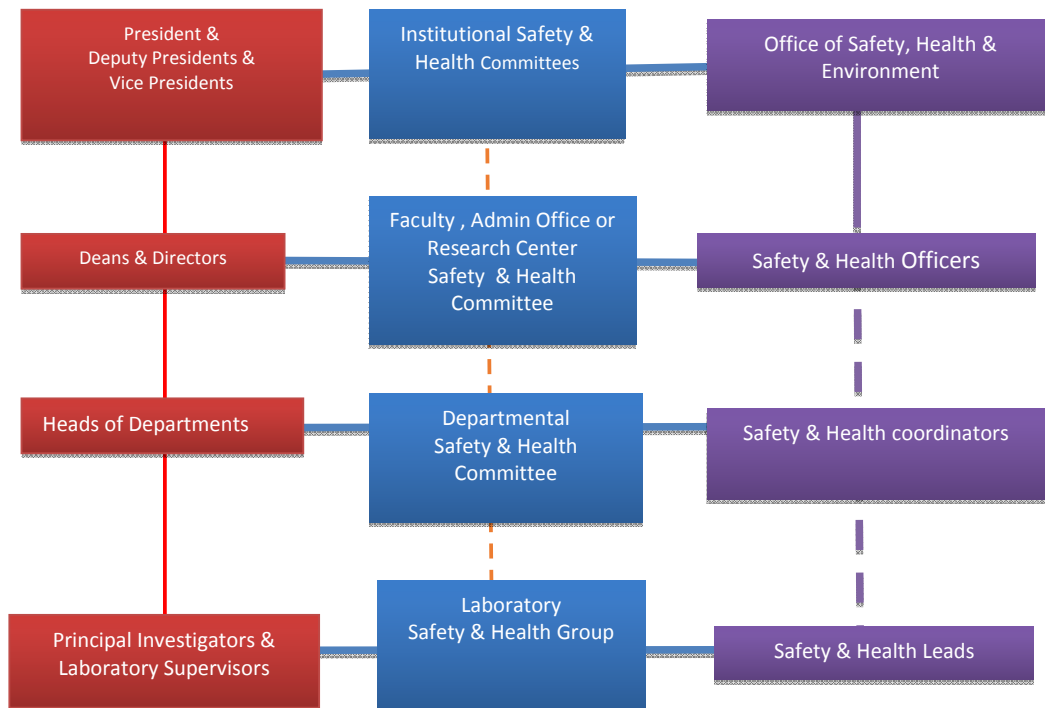 President &
Deputy Presidents &
Vice Presidents
Institutional Safety &
Health Committees
Office of Safety, Health &
Environment
Deans & Directors
Faculty , Admin Office or
Research Center
Safety & Health
Committee
Safety & Health Officers
Heads of Departments
Departmental
Safety & Health
Committee
Safety & Health coordinators
Principal Investigators &
Laboratory Supervisors
Laboratory
Safety & Health Group
Safety & Health Leads